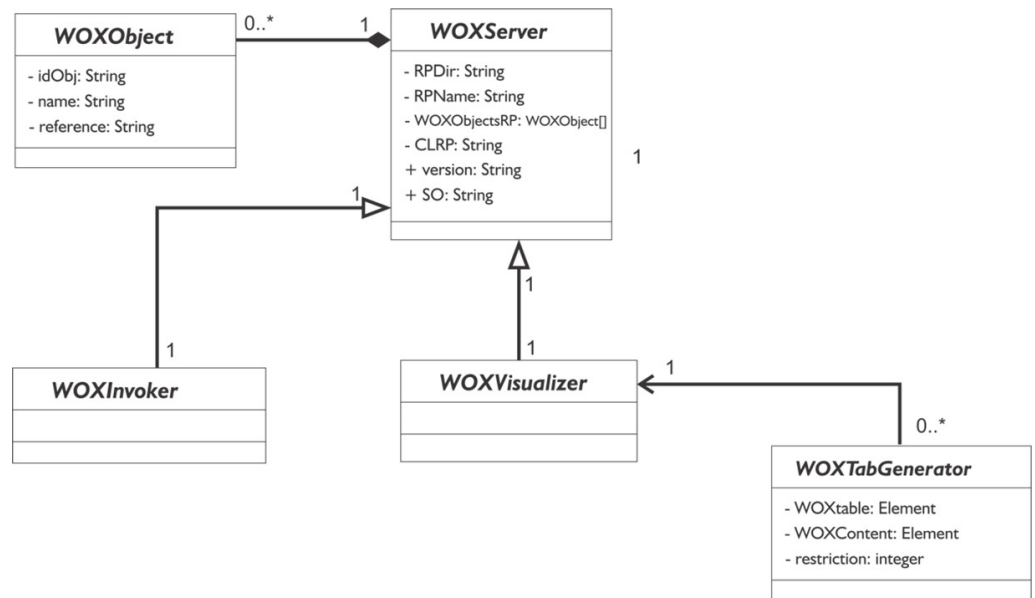 WOXObject
- idObj: String
- name: String
- reference: String
0..*
1
WOXServer
- RPDir: String
- RPName: String
- WOXObjectsRP: WOXObject[]
- CLRP: String
+ version: String
+ SO: String
1
1
1
1
1
WOXInvoker
WOXVisualizer
1
0..*
WOXTabGenerator
- WOXtable: Element
- WOXContent: Element
- restriction: integer